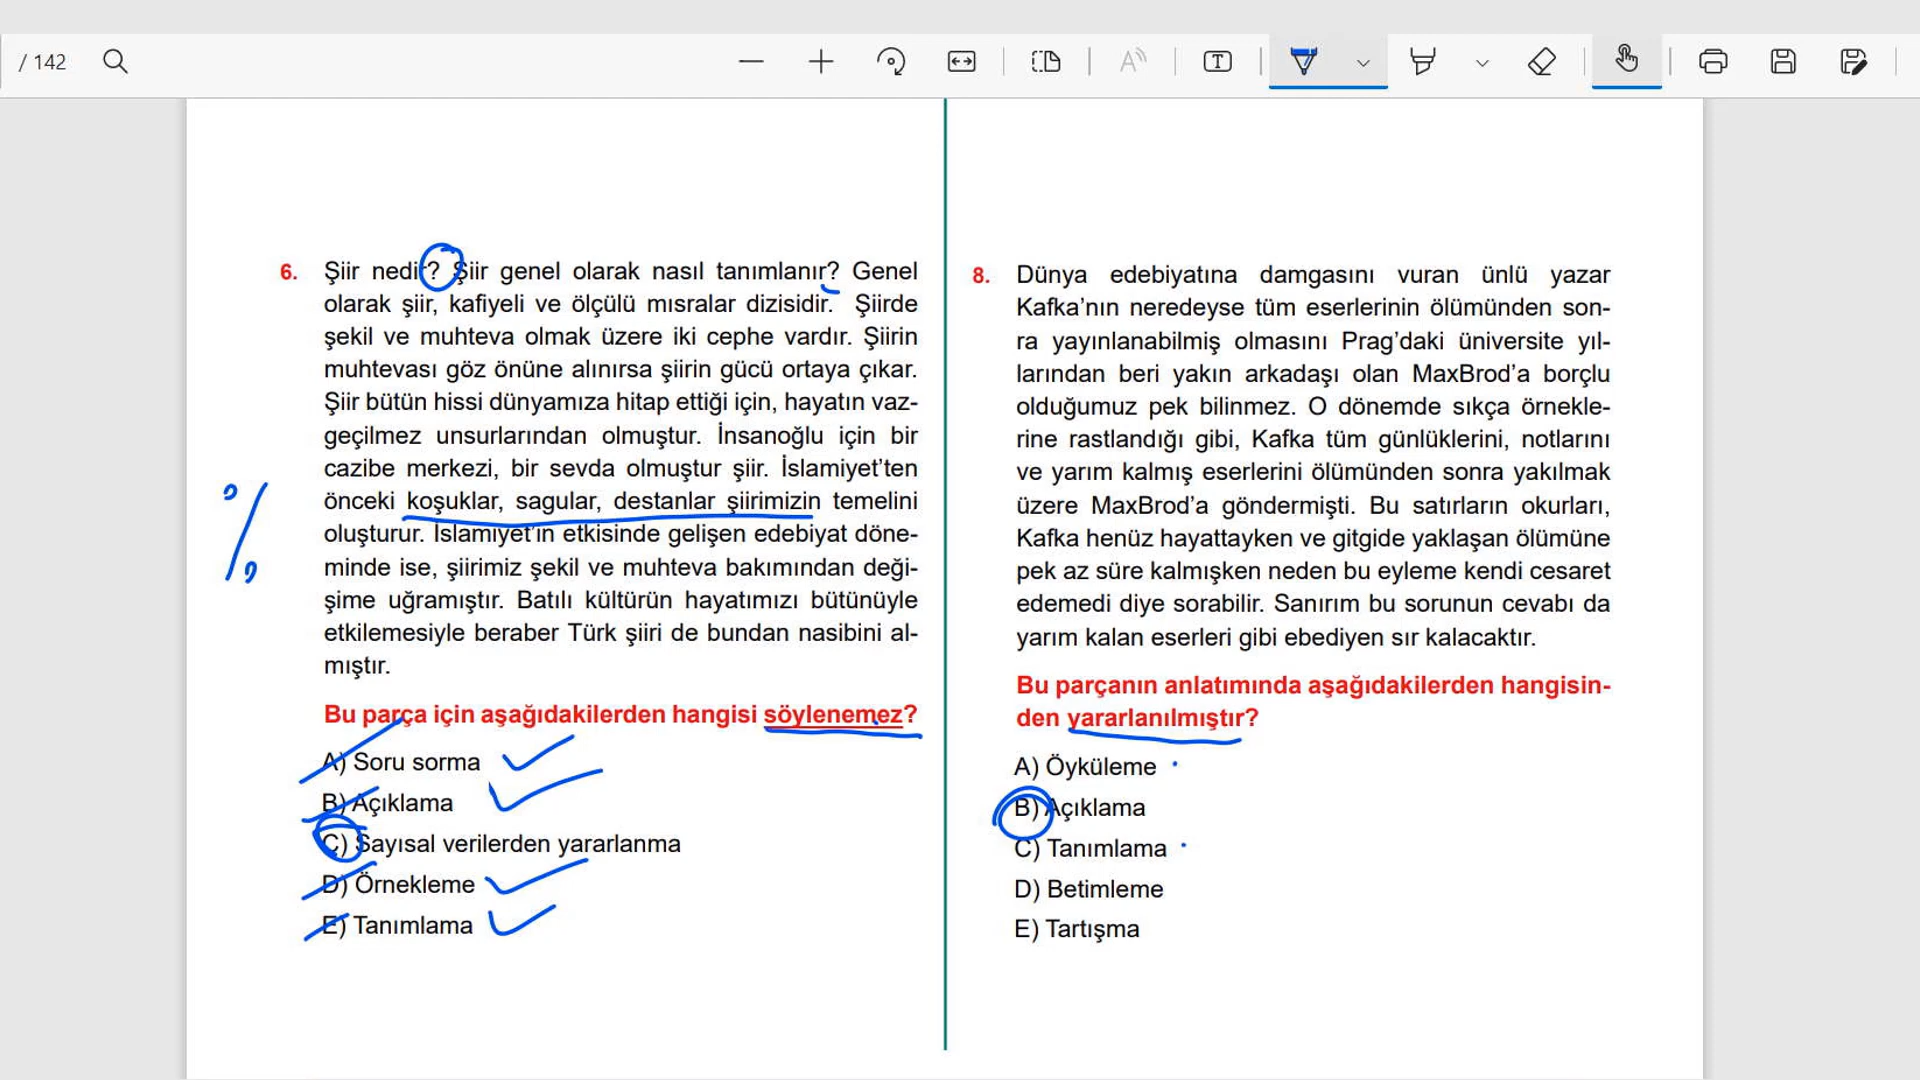 / 142
6. Şiir nedir? Şiir genel olarak nasıl tanımlanır? Genel
olarak şiir, kafiyeli ve ölçülü mısralar dizisidir. Şiirde
şekil ve muhteva olmak üzere iki cephe vardır. Şiirin
muhtevası göz önüne alınırsa şiirin gücü ortaya çıkar.
Şiir bütün hissi dünyamıza hitap ettiği için, hayatın vaz-
geçilmez unsurlarından olmuştur. İnsanoğlu için bir
cazibe merkezi, bir sevda olmuştur şiir. İslamiyet'ten
önceki koşuklar, sagular, destanlar şiirimizin temelini
oluşturur. İslamiyet'in etkisinde gelişen edebiyat döne-
minde ise, şiirimiz şekil ve muhteva bakımından deği-
şime uğramıştır. Batılı kültürün hayatımızı bütünüyle
etkilemesiyle beraber Türk şiiri de bundan nasibini al-
mıştır.
Bu parça için aşağıdakilerden hangisi söylenemez?
A) Soru sorma
B) Açıklama
C) Sayısal verilerden yararlanma
D) Örnekleme
E) Tanımlama
%
8. Dünya edebiyatına damgasını vuran ünlü yazar
Kafka'nın neredeyse tüm eserlerinin ölümünden son-
ra yayınlanabilmiş olmasını Prag'daki üniversite yıl-
larından beri yakın arkadaşı olan MaxBrod'a borçlu
olduğumuz pek bilinmez. O dönemde sıkça örnekle-
rine rastlandığı gibi, Kafka tüm günlüklerini, notlarını
ve yarım kalmış eserlerini ölümünden sonra yakılmak
üzere MaxBrod'a göndermişti. Bu satırların okurları,
Kafka henüz hayattayken ve gitgide yaklaşan ölümüne
pek az süre kalmışken neden bu eyleme kendi cesaret
edemedi diye sorabilir. Sanırım bu sorunun cevabı da
yarım kalan eserleri gibi ebediyen sır kalacaktır.
Bu parçanın anlatımında aşağıdakilerden hangisin-
den yararlanılmıştır?
A) Öyküleme
B) Açıklama
C) Tanımlama
D) Betimleme
E) Tartışma